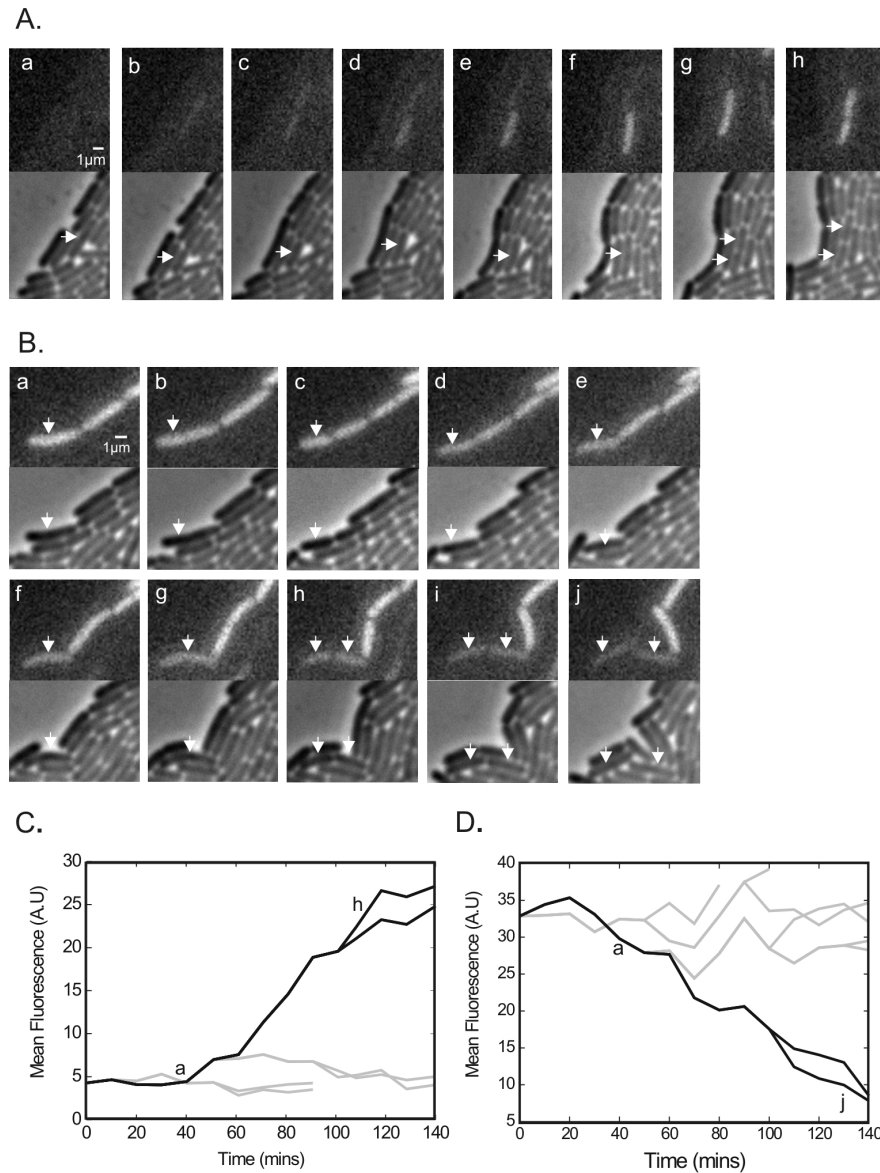 A.
a b c d e f g h
1µm
B.
a b c d e
1µm
f g h i j
C. D.
30
25
20
15
10
5
0
Mean Fluorescence (A.U)
h
a
0 20 40 60 80 100 120 140
Time (mins)
40
35
30
25
20
15
10
5
Mean Fluorescence (A.U)
a
j
0 20 40 60 80 100 120 140
Time (mins)